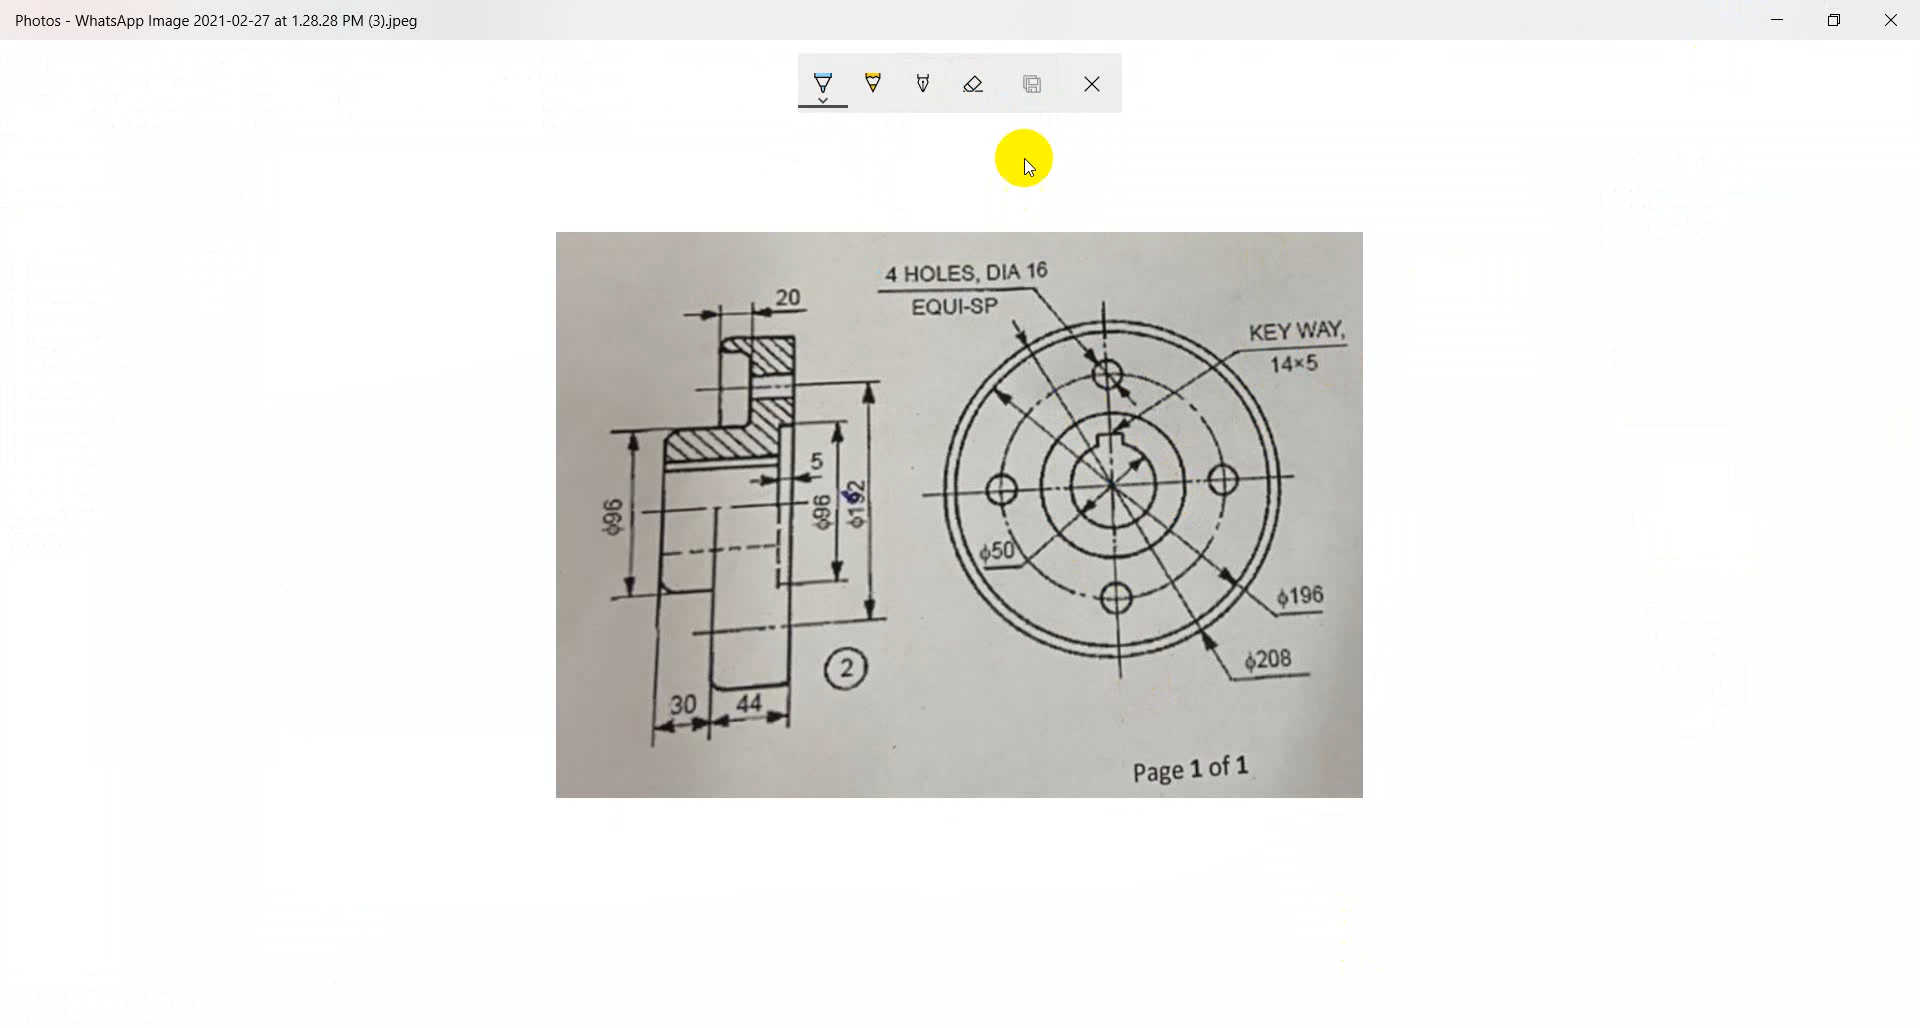 Photos - WhatsApp Image 2021-02-27 at 1.28.28 PM (3).jpeg
4 HOLES, DIA 16
EQUI-SP
20
KEY WAY,
14×5
5
ϕ96
ϕ96
ϕ50
ϕ196
ϕ208
2
30
44
Page 1 of 1